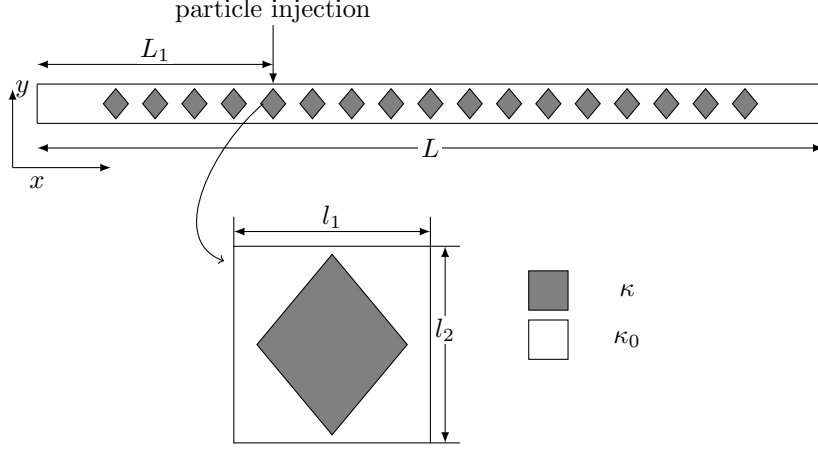 particle injection
L₁
y
L
x
l₁
l₂
κ
κ₀